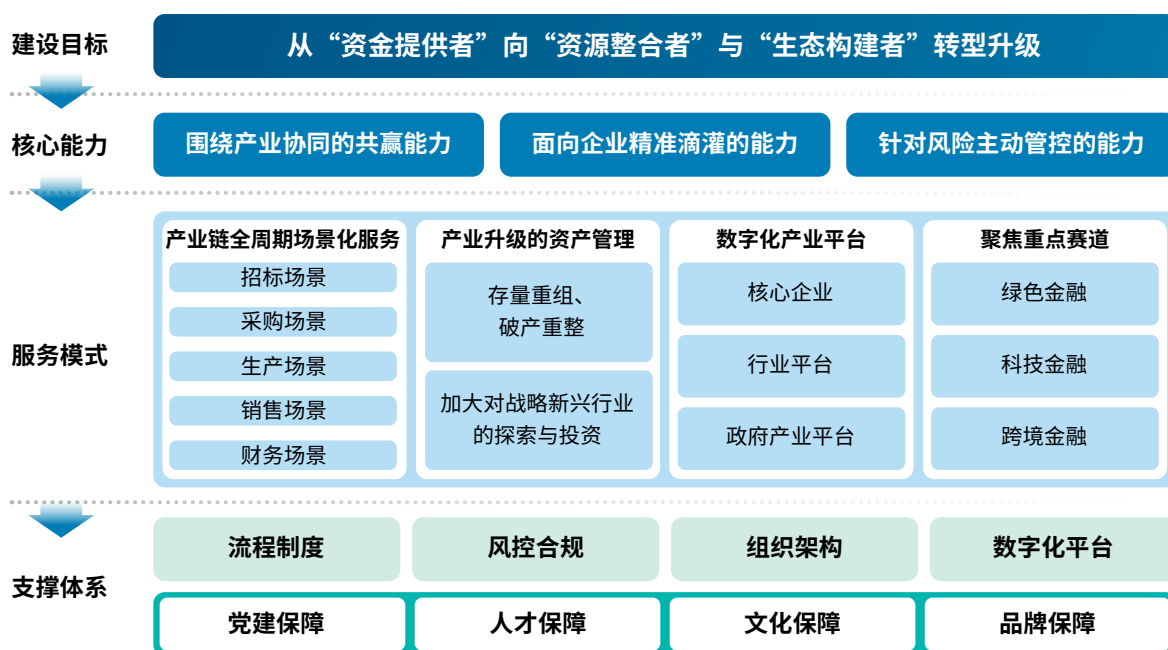 建设目标
从“资金提供者”向“资源整合者”与“生态构建者”转型升级
核心能力
围绕产业协同的共赢能力
面向企业精准滴灌的能力
针对风险主动管控的能力
服务模式
产业链全周期场景化服务
招标场景
采购场景
生产场景
销售场景
财务场景
产业升级的资产管理
存量重组、
破产重整
加大对战略新兴行业
的探索与投资
数字化产业平台
核心企业
行业平台
政府产业平台
聚焦重点赛道
绿色金融
科技金融
跨境金融
支撑体系
流程制度
风控合规
组织架构
数字化平台
党建保障
人才保障
文化保障
品牌保障